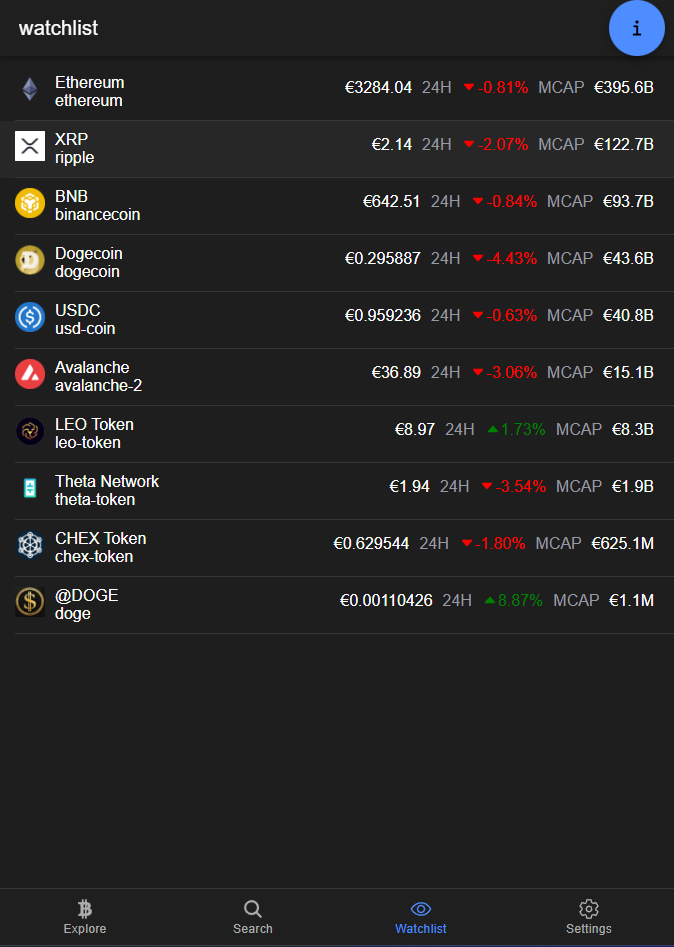 watchlist
i
Ethereum
ethereum
€3284.04 24H -0.81% MCAP €395.6B
XRP
ripple
€2.14 24H -2.07% MCAP €122.7B
BNB
binancecoin
€642.51 24H -0.84% MCAP €93.7B
Dogecoin
dogecoin
€0.295887 24H -4.43% MCAP €43.6B
USDC
usd-coin
€0.959236 24H -0.63% MCAP €40.8B
Avalanche
avalanche-2
€36.89 24H -3.06% MCAP €15.1B
LEO Token
leo-token
€8.97 24H 1.73% MCAP €8.3B
Theta Network
theta-token
€1.94 24H -3.54% MCAP €1.9B
CHEX Token
chex-token
€0.629544 24H -1.80% MCAP €625.1M
@DOGE
doge
€0.00110426 24H 8.87% MCAP €1.1M
Explore Search Watchlist Settings